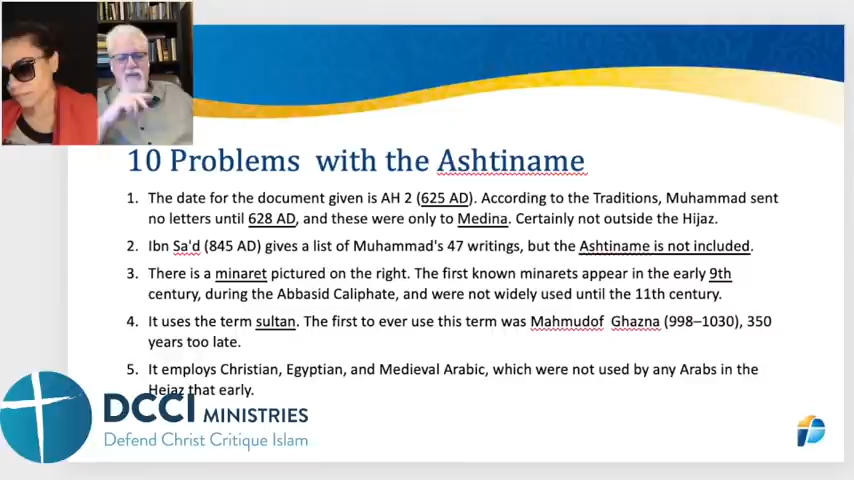 10 Problems with the Ashtiname
1. The date for the document given is AH 2 (625 AD). According to the Traditions, Muhammad sent
no letters until 628 AD, and these were only to Medina. Certainly not outside the Hijaz.
2. Ibn Sa'd (845 AD) gives a list of Muhammad's 47 writings, but the Ashtiname is not included.
3. There is a minaret pictured on the right. The first known minarets appear in the early 9th
century, during the Abbasid Caliphate, and were not widely used until the 11th century.
4. It uses the term sultan. The first to ever use this term was Mahmudof Ghazna (998–1030), 350
years too late.
5. It employs Christian, Egyptian, and Medieval Arabic, which were not used by any Arabs in the
Hejaz that early.
DCCI MINISTRIES
Defend Christ Critique Islam